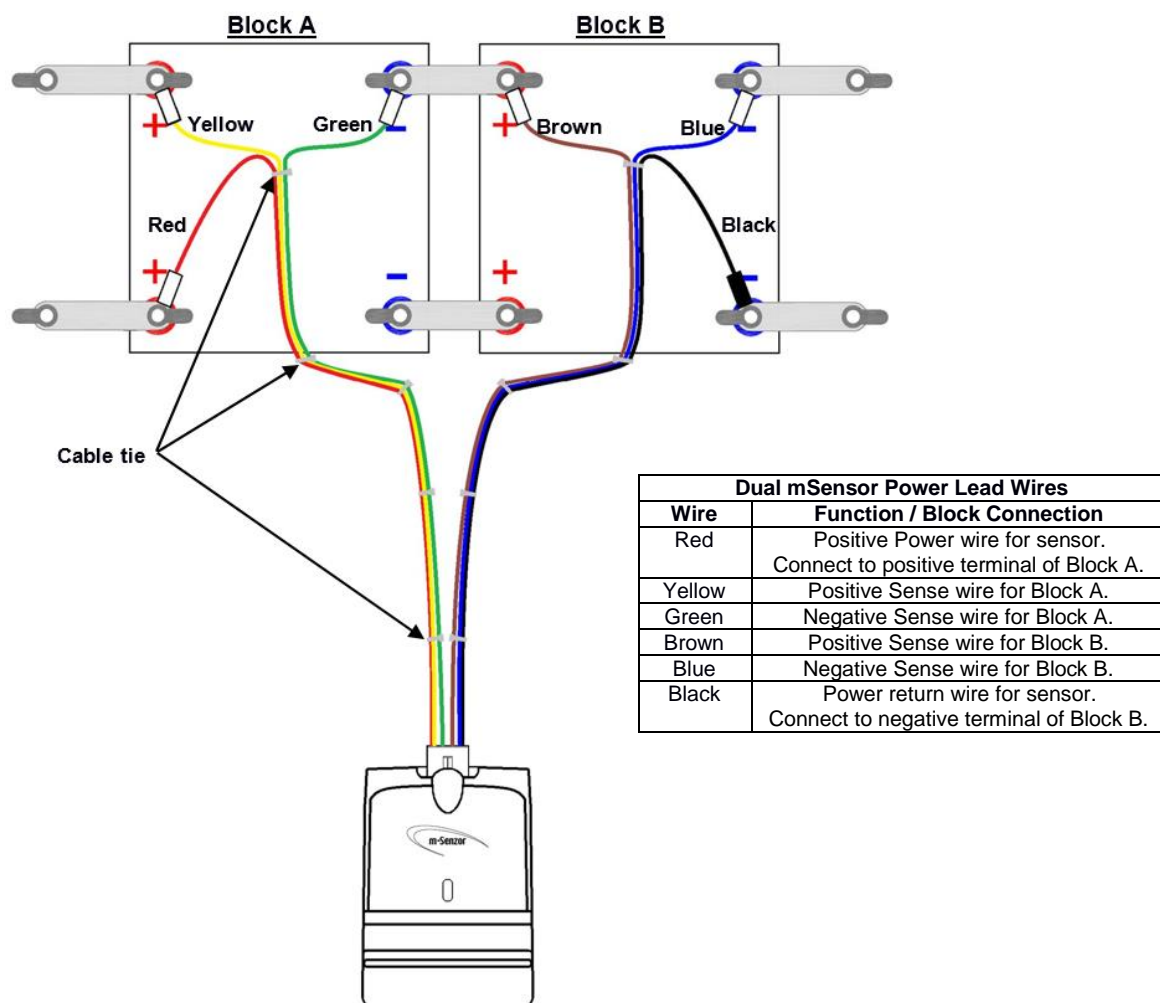 Block A
Block B
+
Yellow
Green
-
+
Brown
Blue
-
Red
Black
+
-
+
-
Cable tie
Dual mSensor Power Lead Wires
Wire Function / Block Connection
Red Positive Power wire for sensor.
Connect to positive terminal of Block A.
Yellow Positive Sense wire for Block A.
Green Negative Sense wire for Block A.
Brown Positive Sense wire for Block B.
Blue Negative Sense wire for Block B.
Black Power return wire for sensor.
Connect to negative terminal of Block B.
m-Senzor